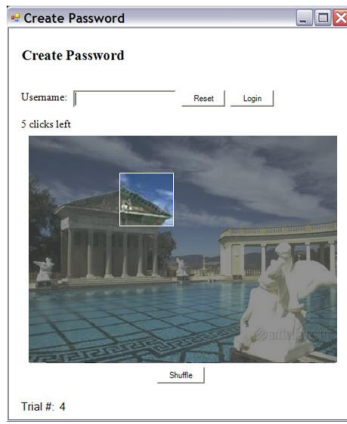 Create Password
Create Password
Username: Reset Login
5 clicks left
Shuffle
Trial #: 4